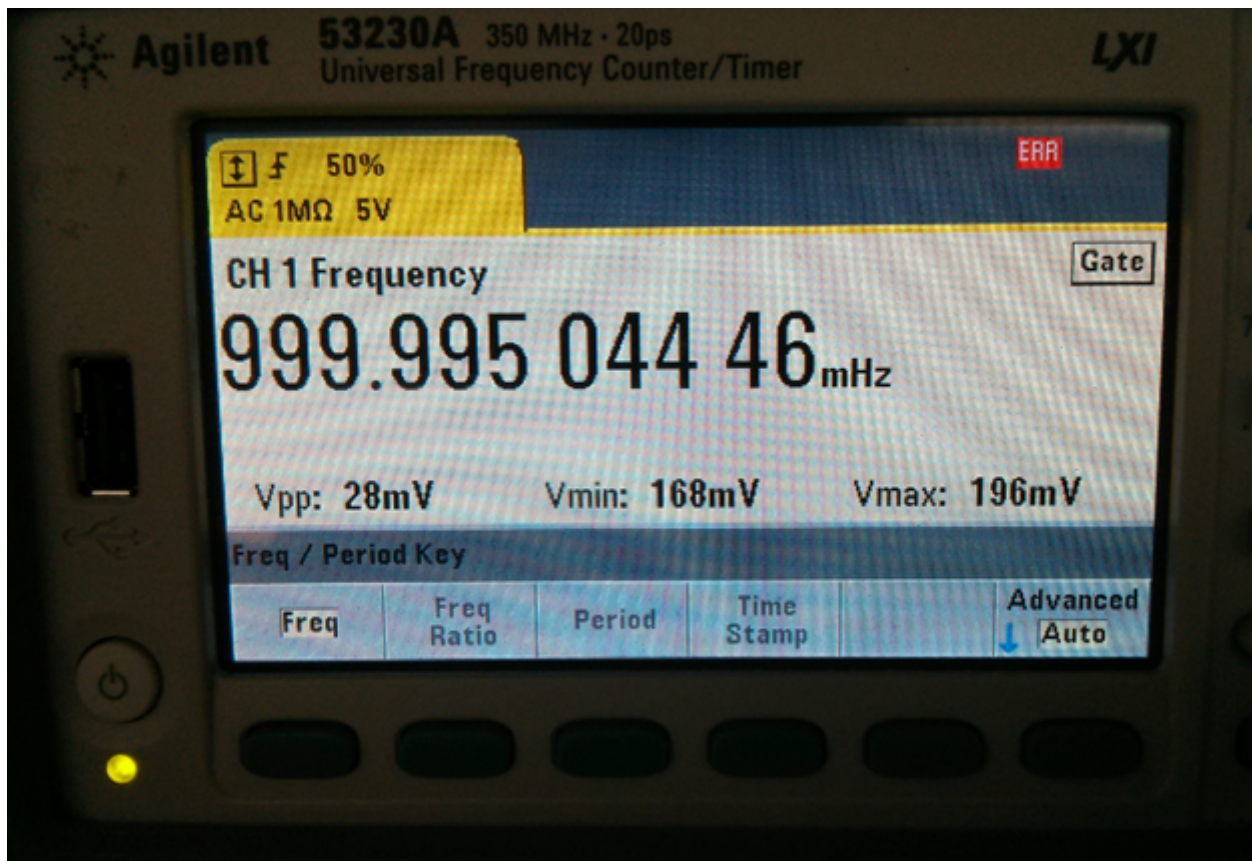 Agilent 53230A 350 MHz · 20ps
Universal Frequency Counter/Timer
LXI
50%
ERR
AC 1MΩ 5V
CH 1 Frequency
Gate
999.995 044 46 mHz
Vpp: 28mV Vmin: 168mV Vmax: 196mV
Freq / Period Key
Freq
Freq Ratio
Period
Time Stamp
Advanced
Auto